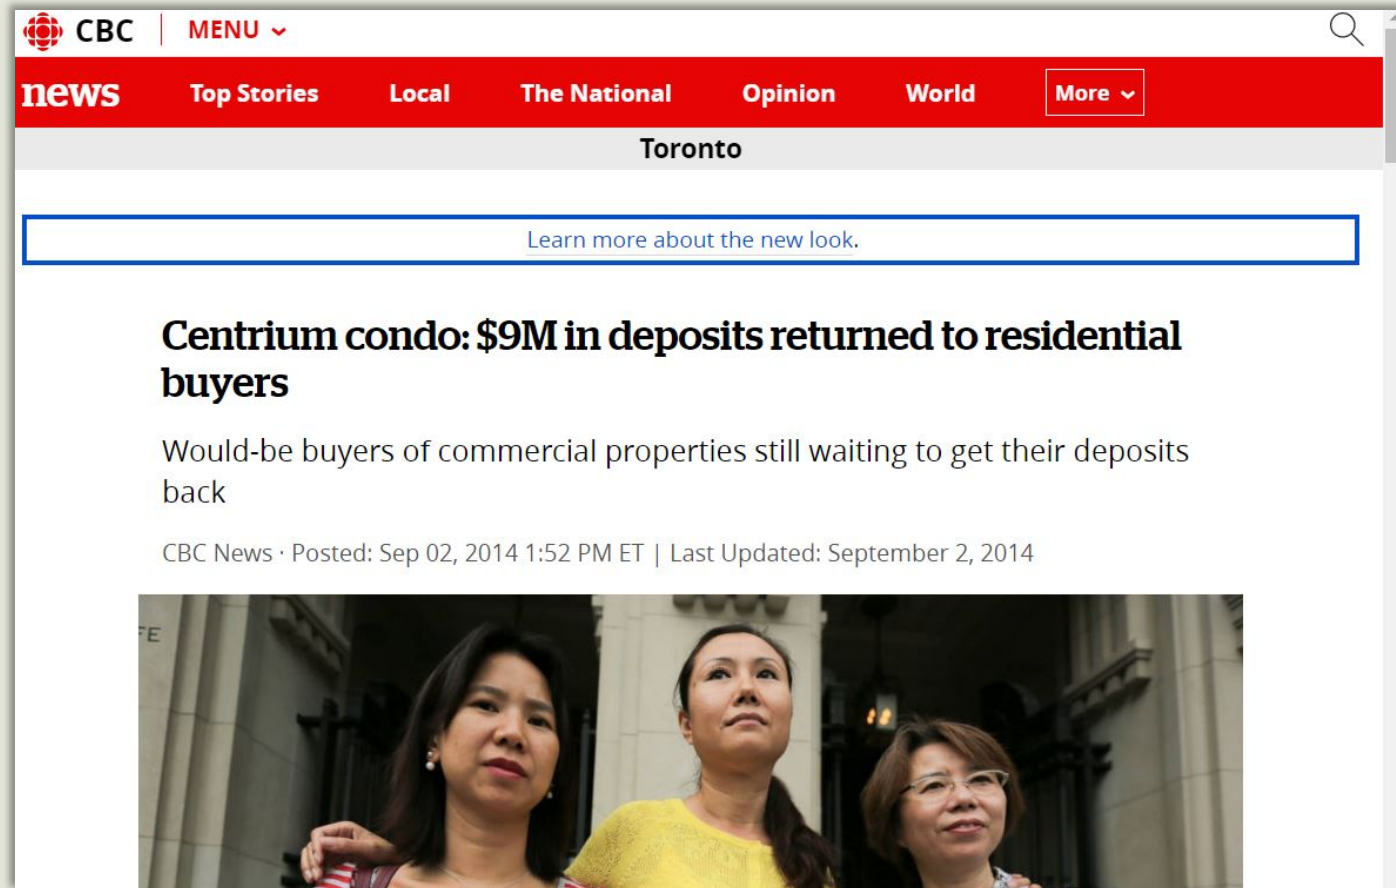 CBC MENU
news Top Stories Local The National Opinion World More
Toronto
Learn more about the new look.
Centrium condo: $9M in deposits returned to residential
buyers
Would-be buyers of commercial properties still waiting to get their deposits
back
CBC News · Posted: Sep 02, 2014 1:52 PM ET | Last Updated: September 2, 2014
FE